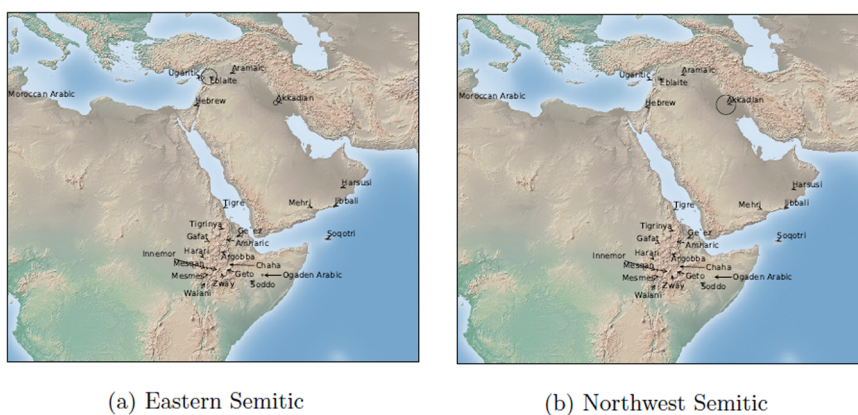 Ugaritic
Aramaic
Eblaite
Moroccan Arabic
Akkadian
Hebrew
Harsusi
Tigre
Mehri
Jibbali
Tigrinya
Ge'ez
Gafat
Amharic
Soqotri
Innemor
Harari
Argobba
Mesqan
Chaha
Mesmes
Geto
Ogaden Arabic
Zway
Soddo
Walani
(a) Eastern Semitic
Ugaritic
Aramaic
Eblaite
Moroccan Arabic
Akkadian
Hebrew
Harsusi
Tigre
Mehri
Jibbali
Tigrinya
Ge'ez
Gafat
Amharic
Soqotri
Innemor
Harari
Argobba
Mesqan
Chaha
Mesmes
Geto
Ogaden Arabic
Zway
Soddo
Walani
(b) Northwest Semitic